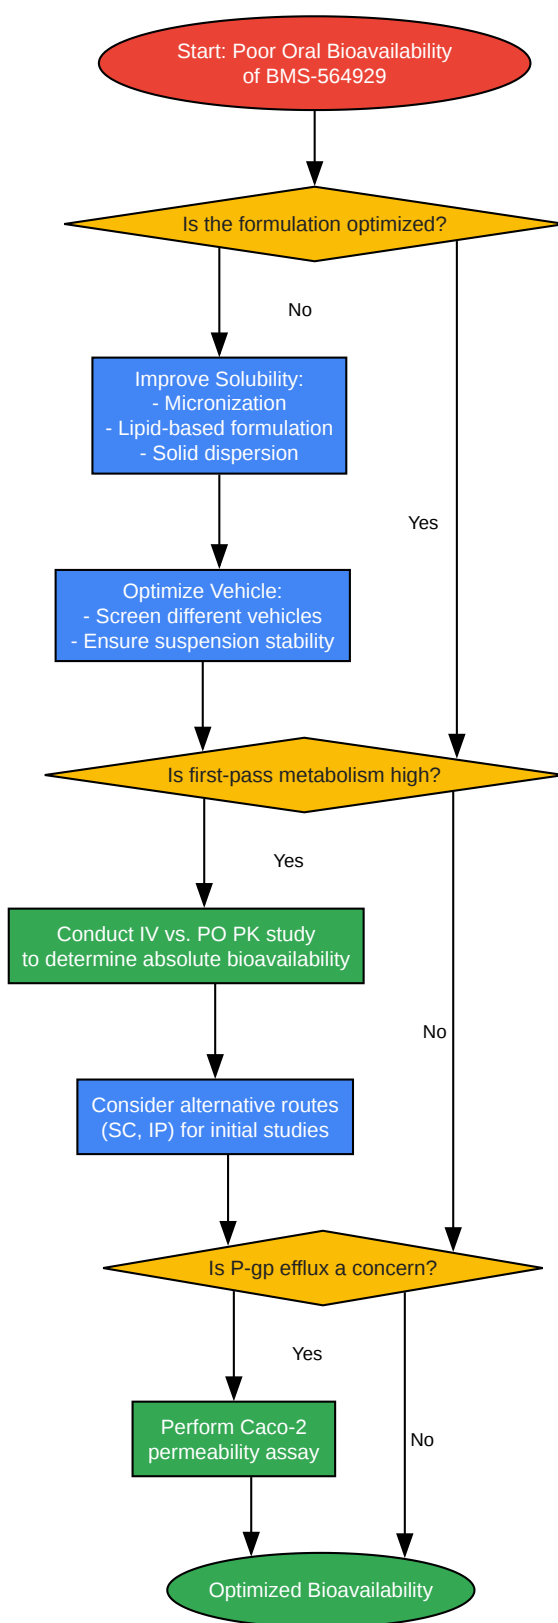 Start: Poor Oral Bioavailability
of BMS-564929
Is the formulation optimized?
No
Improve Solubility:
- Micronization
- Lipid-based formulation
- Solid dispersion
Yes
Optimize Vehicle:
- Screen different vehicles
- Ensure suspension stability
Is first-pass metabolism high?
Yes
Conduct IV vs. PO PK study
to determine absolute bioavailability
No
Consider alternative routes
(SC, IP) for initial studies
Is P-gp efflux a concern?
Yes
Perform Caco-2
permeability assay
No
Optimized Bioavailability